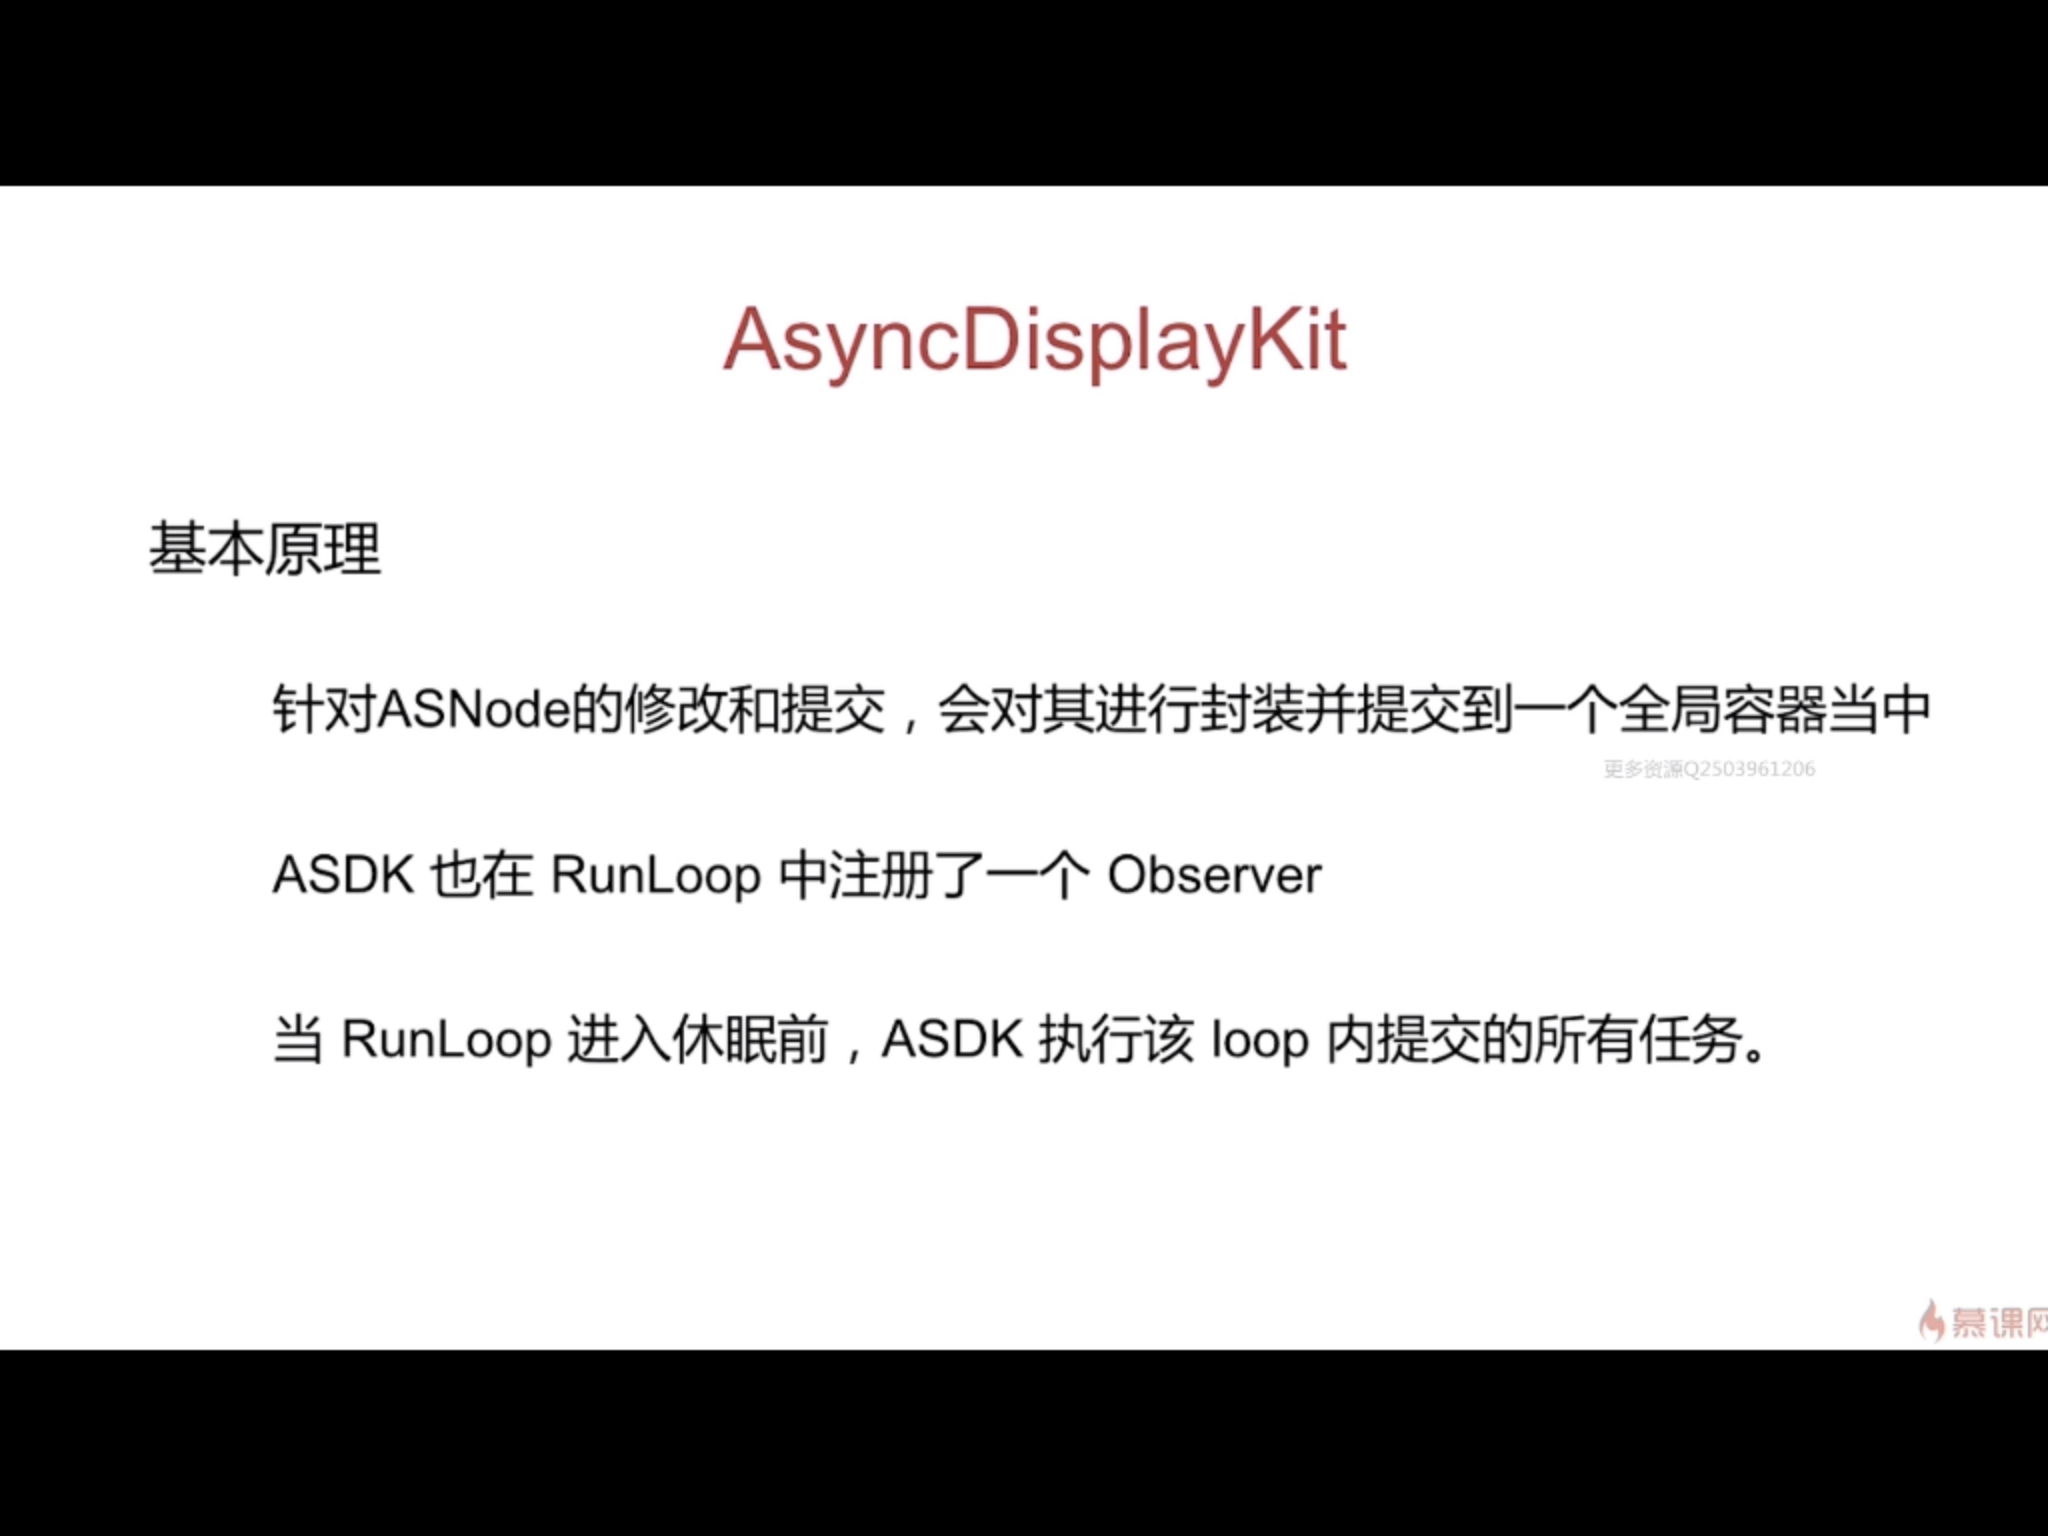 AsyncDisplayKit
基本原理
针对ASNode的修改和提交，会对其进行封装并提交到一个全局容器当中
更多资源Q2503961206
ASDK 也在 RunLoop 中注册了一个 Observer
当 RunLoop 进入休眠前，ASDK 执行该 loop 内提交的所有任务。
慕课网